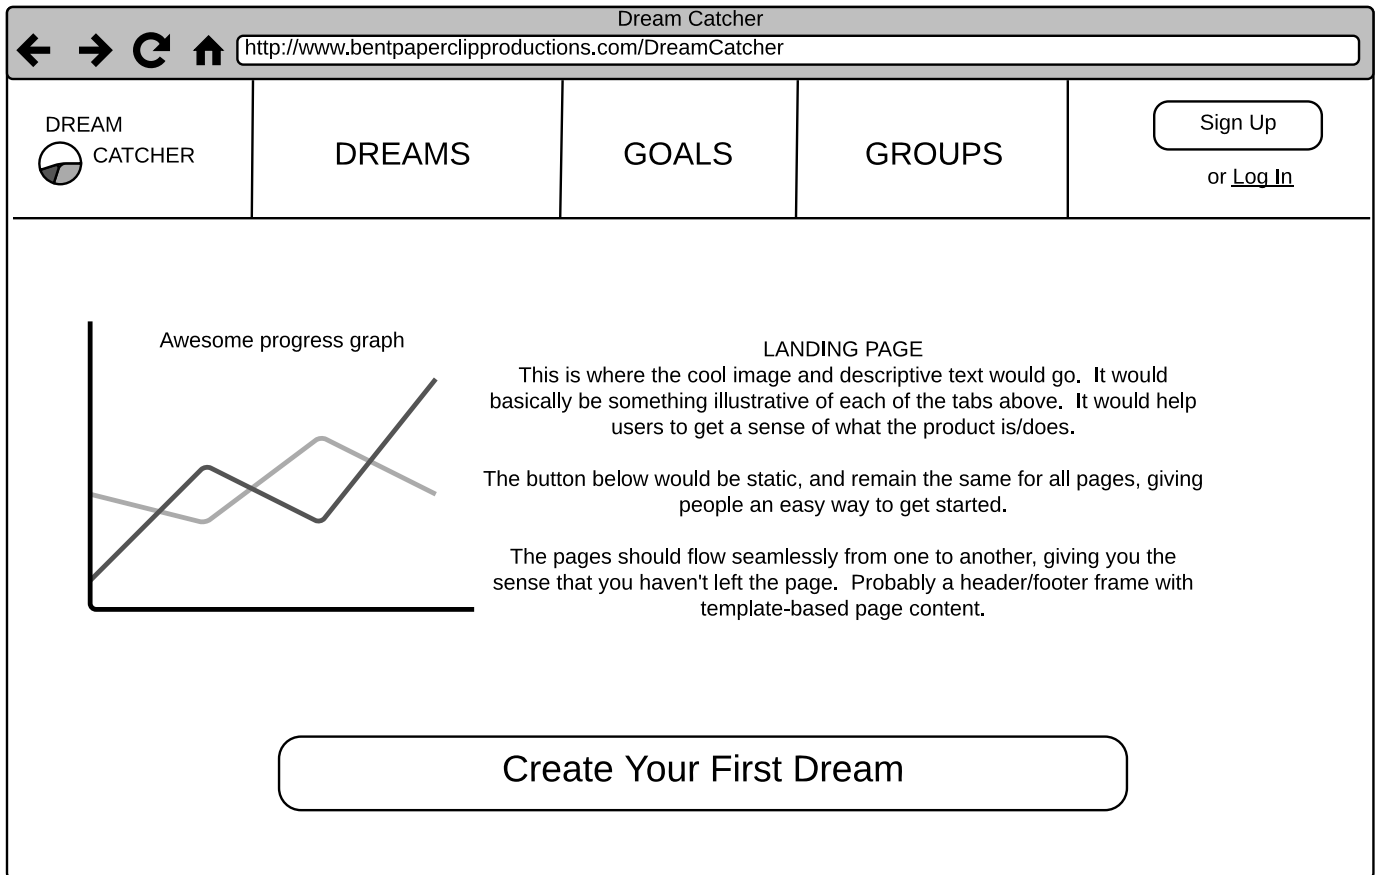 Dream Catcher
http://www.bentpaperclipproductions.com/DreamCatcher
DREAM
CATCHER
DREAMS
GOALS
GROUPS
Sign Up
or Log In
Awesome progress graph
LANDING PAGE
This is where the cool image and descriptive text would go.  It would
basically be something illustrative of each of the tabs above.  It would help
users to get a sense of what the product is/does.
The button below would be static, and remain the same for all pages, giving
people an easy way to get started.
The pages should flow seamlessly from one to another, giving you the
sense that you haven't left the page.  Probably a header/footer frame with
template-based page content.
Create Your First Dream